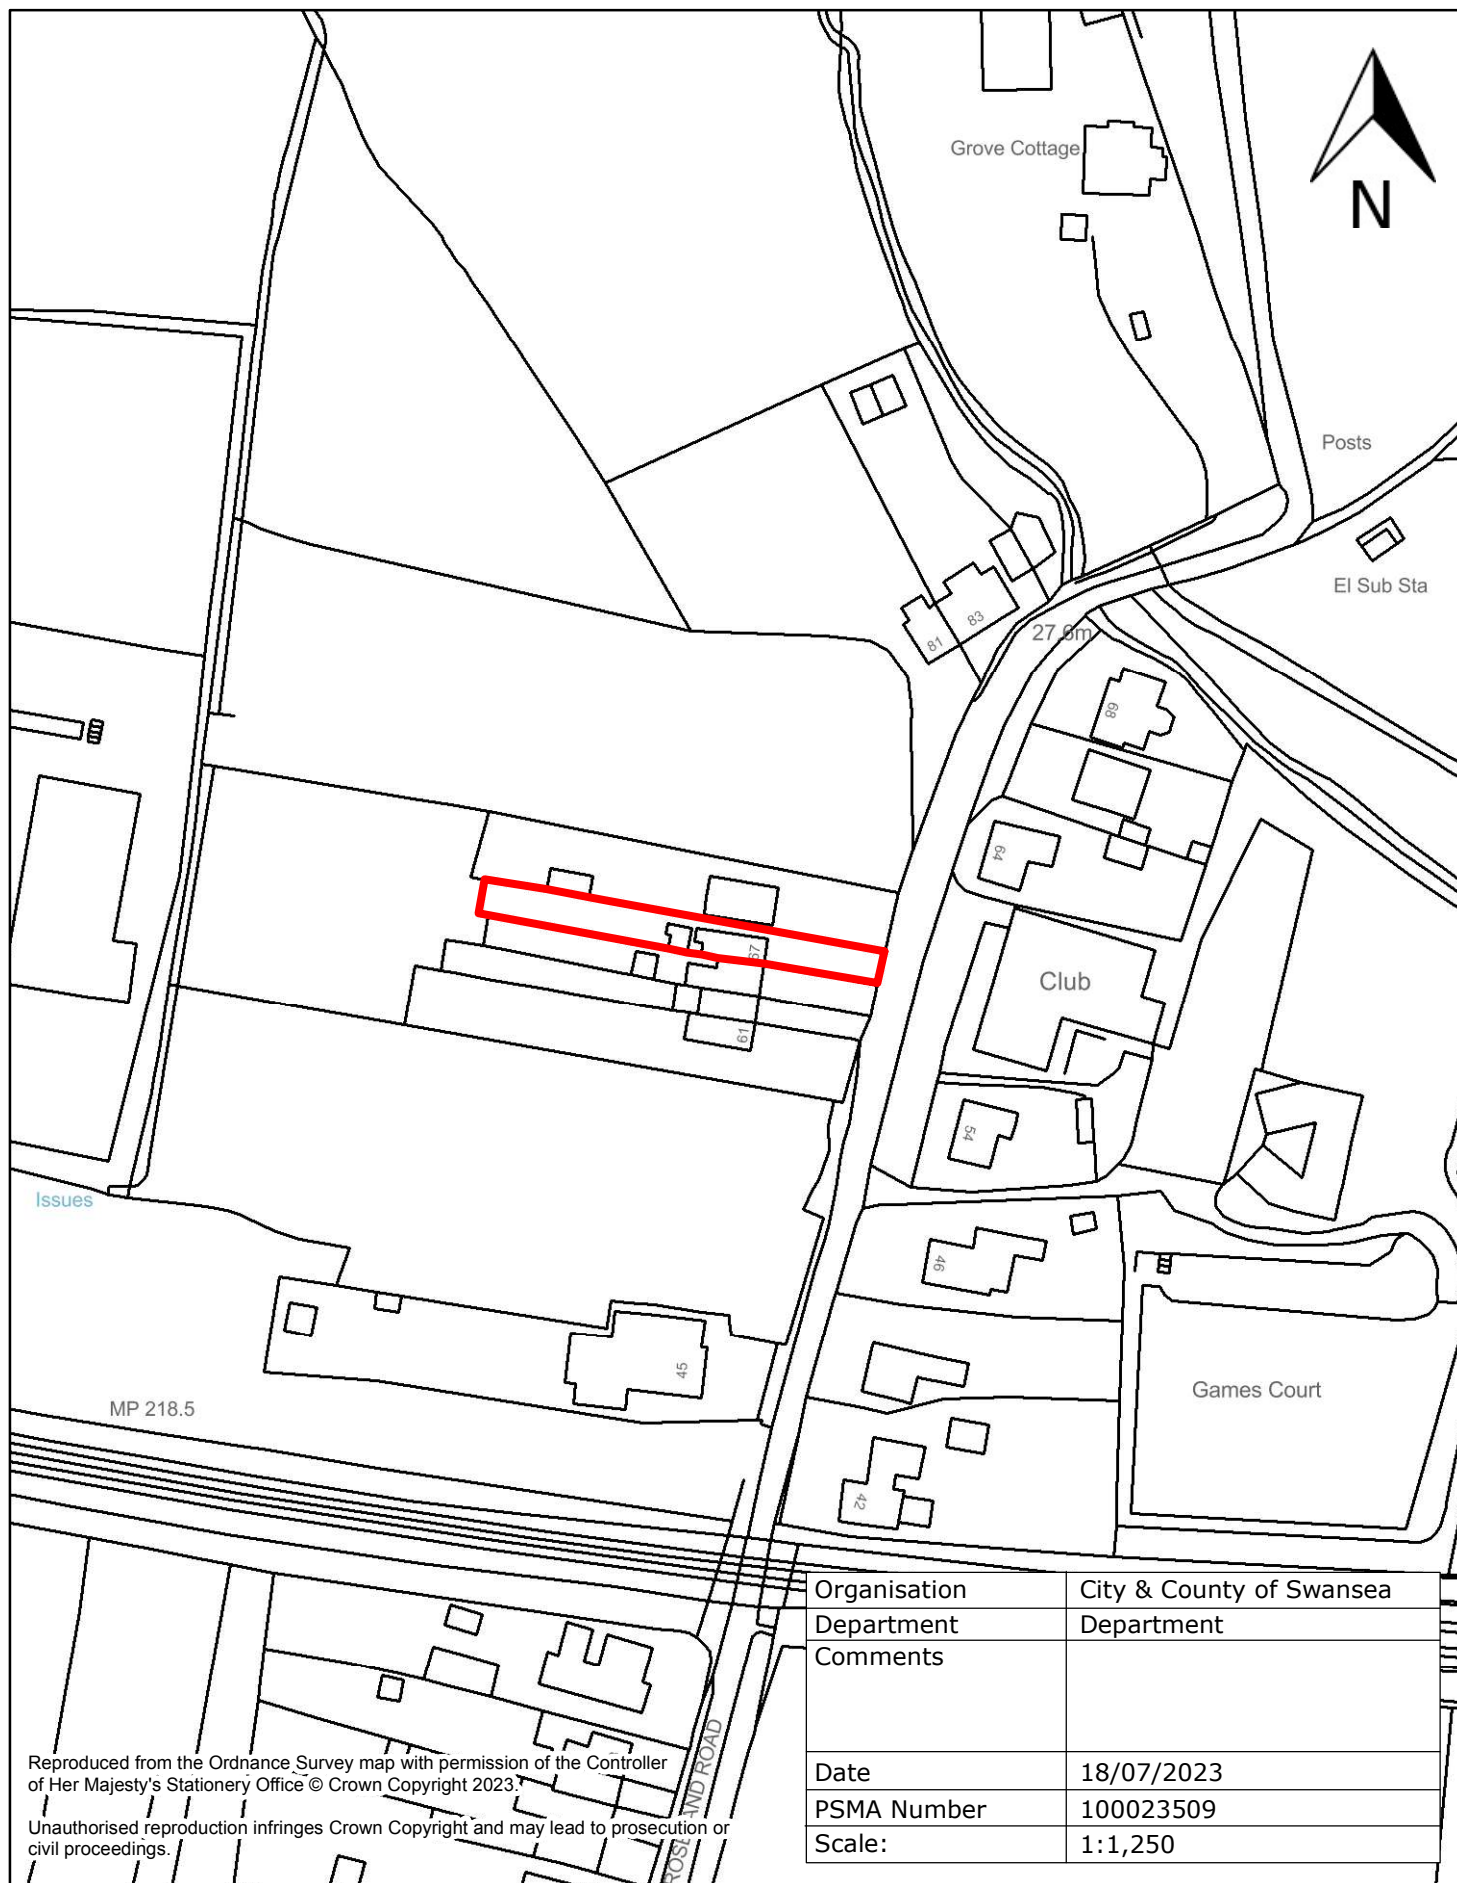 Grove Cottage
N
Posts
El Sub Sta
83
81
27.6m
68
64
67
Club
61
54
Issues
46
45
Games Court
MP 218.5
42
Organisation City & County of Swansea
Department Department
Comments
Date 18/07/2023
PSMA Number 100023509
Scale: 1:1,250
Reproduced from the Ordnance Survey map with permission of the Controller
of Her Majesty's Stationery Office © Crown Copyright 2023.
Unauthorised reproduction infringes Crown Copyright and may lead to prosecution or
civil proceedings.
ROAD